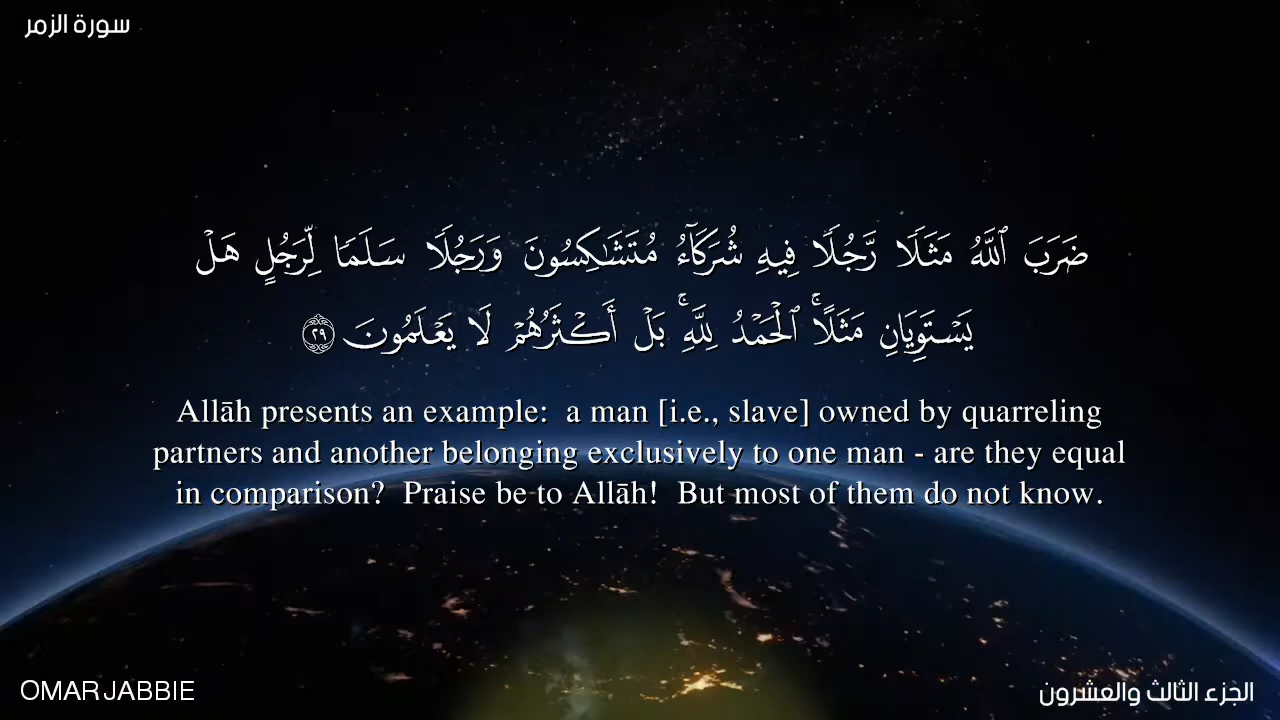 سورة الزمر
ضَرَبَ ٱللَّهُ مَثَلًا رَّجُلًا فِيهِ شُرَكَآءُ مُتَشَٰكِسُونَ وَرَجُلًا سَلَمًا لِّرَجُلٍ هَلْ
يَسْتَوِيَانِ مَثَلًا ۚ ٱلْحَمْدُ لِلَّهِ ۚ بَلْ أَكْثَرُهُمْ لَا يَعْلَمُونَ ٢٩
Allāh presents an example:  a man [i.e., slave] owned by quarreling
partners and another belonging exclusively to one man - are they equal
in comparison?  Praise be to Allāh!  But most of them do not know.
OMAR JABBIE
الجزء الثالث والعشرون